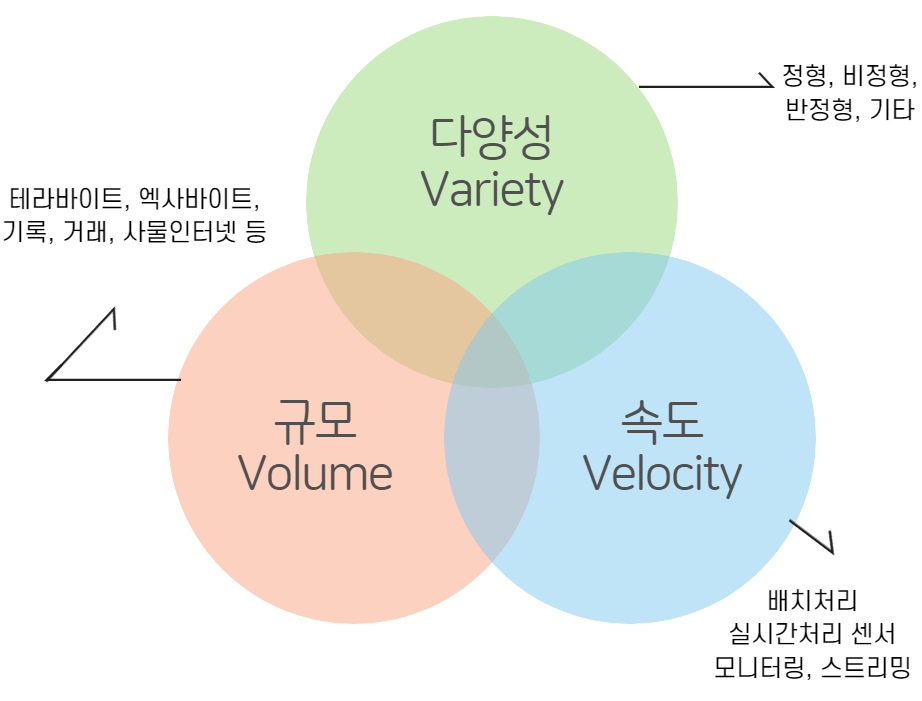 다양성
Variety
정형, 비정형,
반정형, 기타
테라바이트, 엑사바이트,
기록, 거래, 사물인터넷 등
규모
Volume
속도
Velocity
배치처리
실시간처리 센서
모니터링, 스트리밍